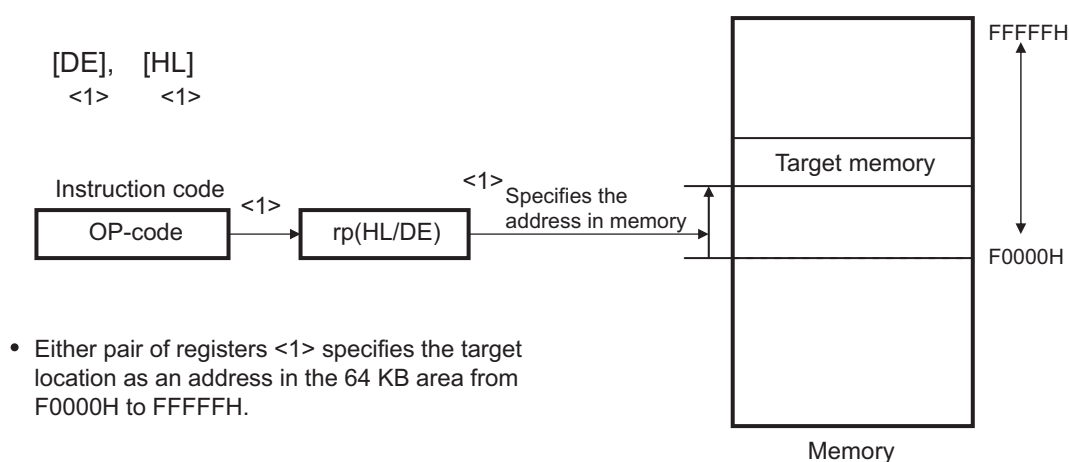 [DE], [HL]
<1> <1>
Instruction code
OP-code
<1>
rp(HL/DE)
<1>
Specifies the
address in memory
Target memory
FFFFFH
F0000H
• Either pair of registers <1> specifies the target
location as an address in the 64 KB area from
F0000H to FFFFFH.
Memory